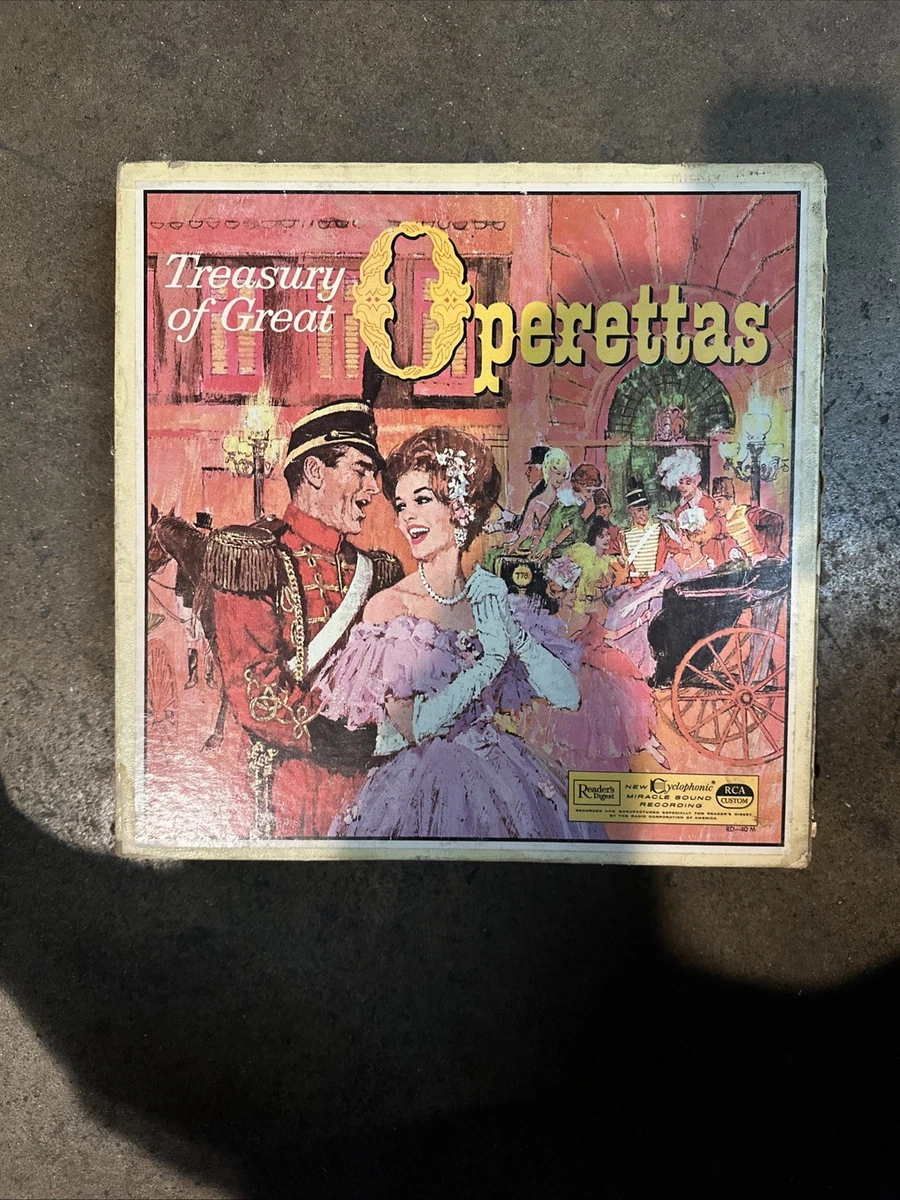 Treasury
of Great
Operettas
778
Reader's
Digest
NEW Cyclophonic®
MIRACLE SOUND
RECORDING
RCA
CUSTOM
RECORDED AND MANUFACTURED ESPECIALLY FOR READER'S DIGEST
BY THE RADIO CORPORATION OF AMERICA
RD-40 M